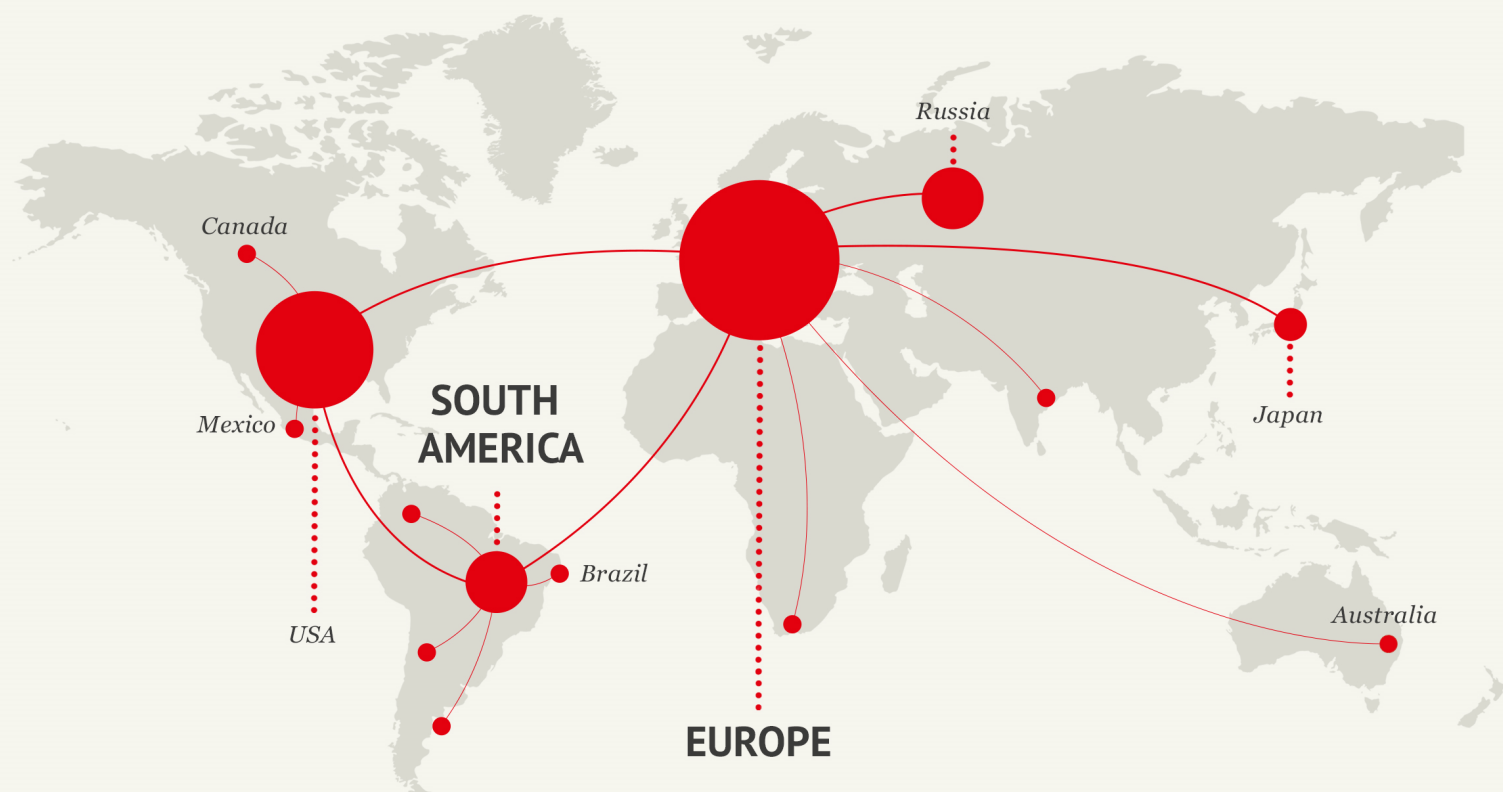 Russia
Canada
SOUTH
AMERICA
Mexico
Japan
Brazil
Australia
USA
EUROPE